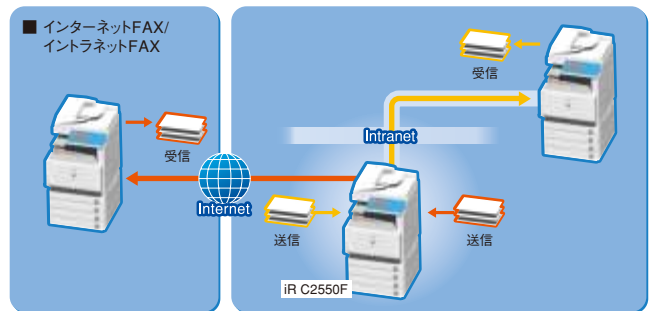 ■ インターネットFAX/
イントラネットFAX
受信
受信
Intranet
Internet
送信
送信
iR C2550F